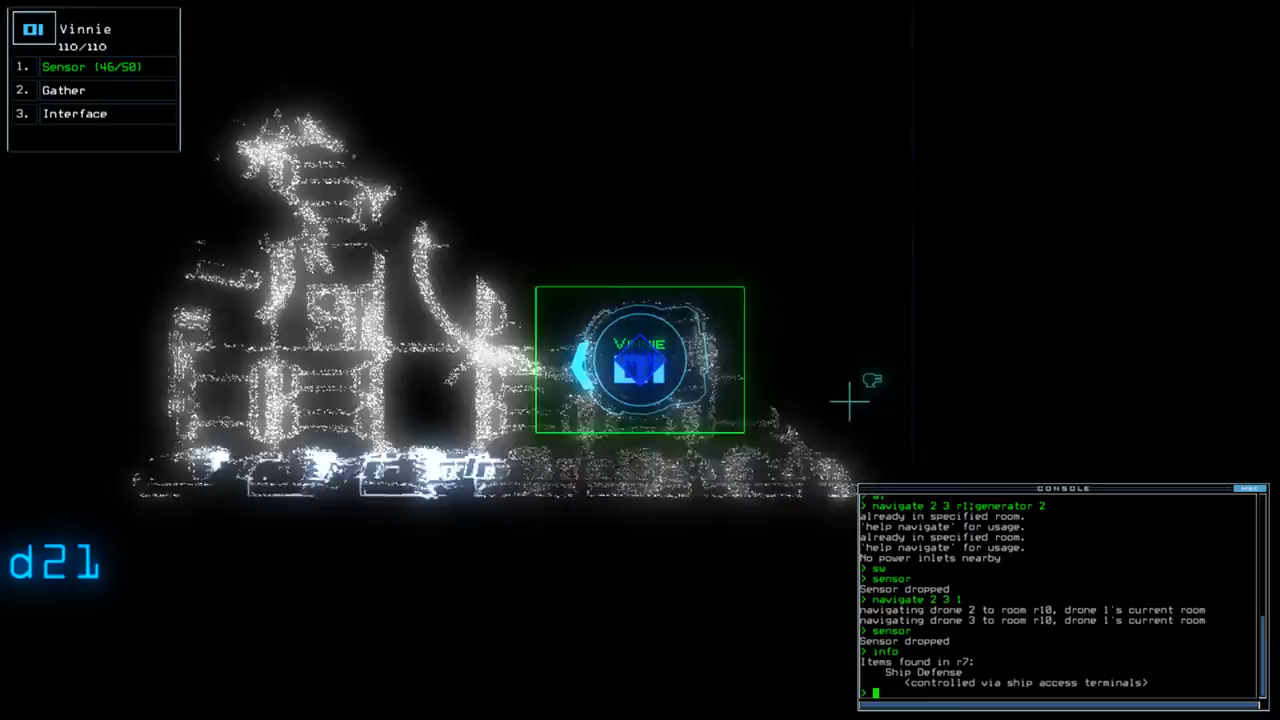 01 Vinnie
110/110
1. Sensor (46/50)
2. Gather
3. Interface
VINNIE
d21
CONSOLE
> navigate 2 3 r1;generator 2
already in specified room.
'help navigate' for usage.
already in specified room.
'help navigate' for usage.
No power inlets nearby
> sw
> sensor
Sensor dropped
> navigate 2 3 1
navigating drone 2 to room r10, drone 1's current room
navigating drone 3 to room r10, drone 1's current room
> sensor
Sensor dropped
> info
Items found in r7:
Ship Defense
<controlled via ship access terminals>
>